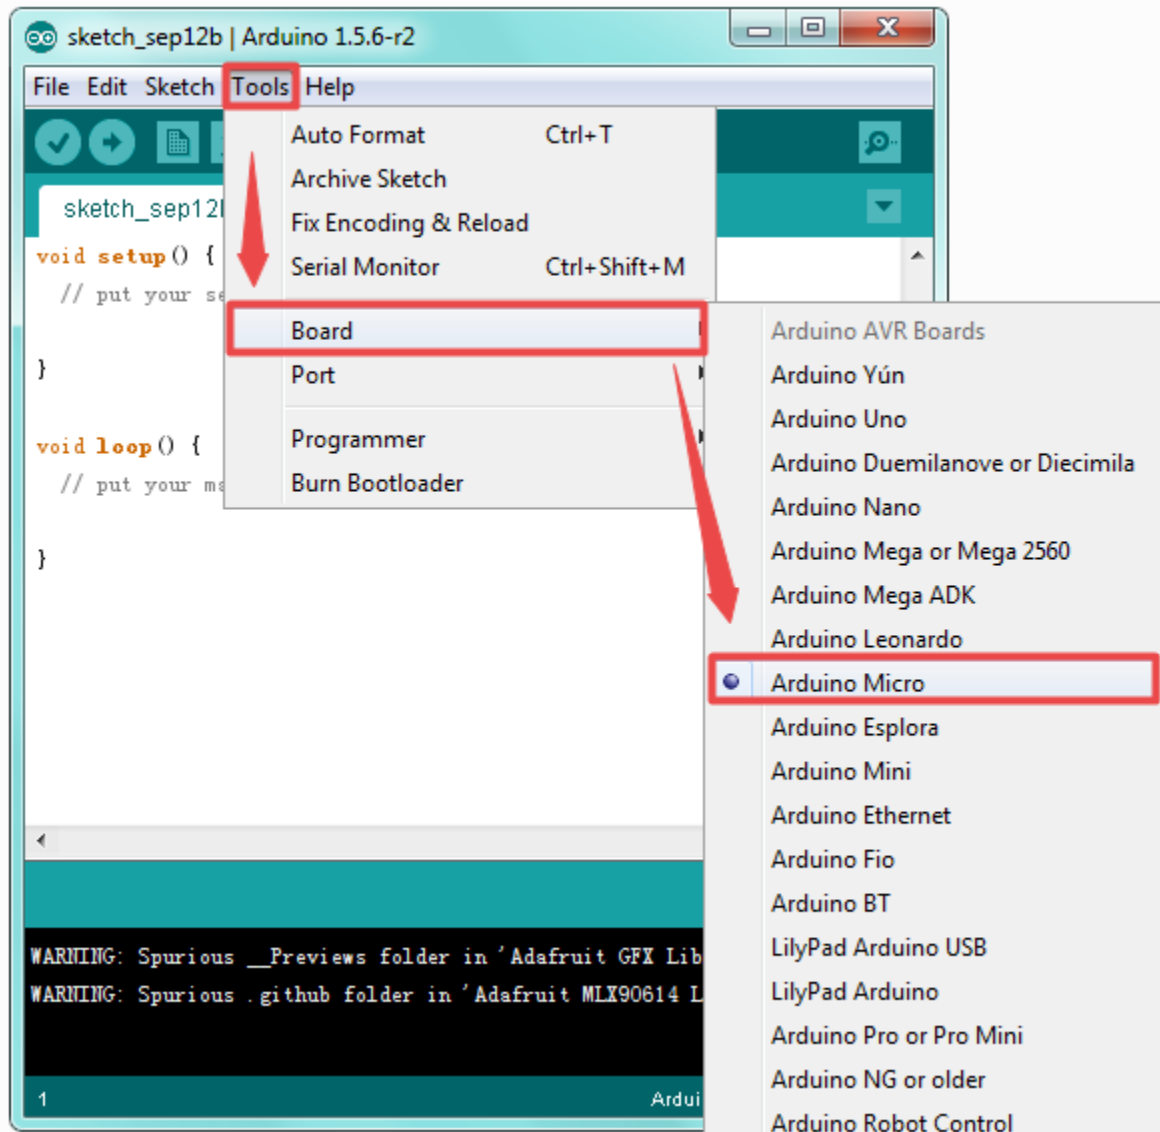 sketch_sep12b | Arduino 1.5.6-r2
File Edit Sketch Tools Help
Auto Format Ctrl+T
Archive Sketch
Fix Encoding & Reload
Serial Monitor Ctrl+Shift+M
Board
Port
Programmer
Burn Bootloader
sketch_sep12
void setup() {
// put your
}
void loop() {
// put your
}
Arduino AVR Boards
Arduino Yún
Arduino Uno
Arduino Duemilanove or Diecimila
Arduino Nano
Arduino Mega or Mega 2560
Arduino Mega ADK
Arduino Leonardo
Arduino Micro
Arduino Esplora
Arduino Mini
Arduino Ethernet
Arduino Fio
Arduino BT
LilyPad Arduino USB
LilyPad Arduino
Arduino Pro or Pro Mini
Arduino NG or older
Arduino Robot Control
WARNING: Spurious __Previews folder in 'Adafruit GFX Lib
WARNING: Spurious .github folder in 'Adafruit MLX90614 L
1 Ardui